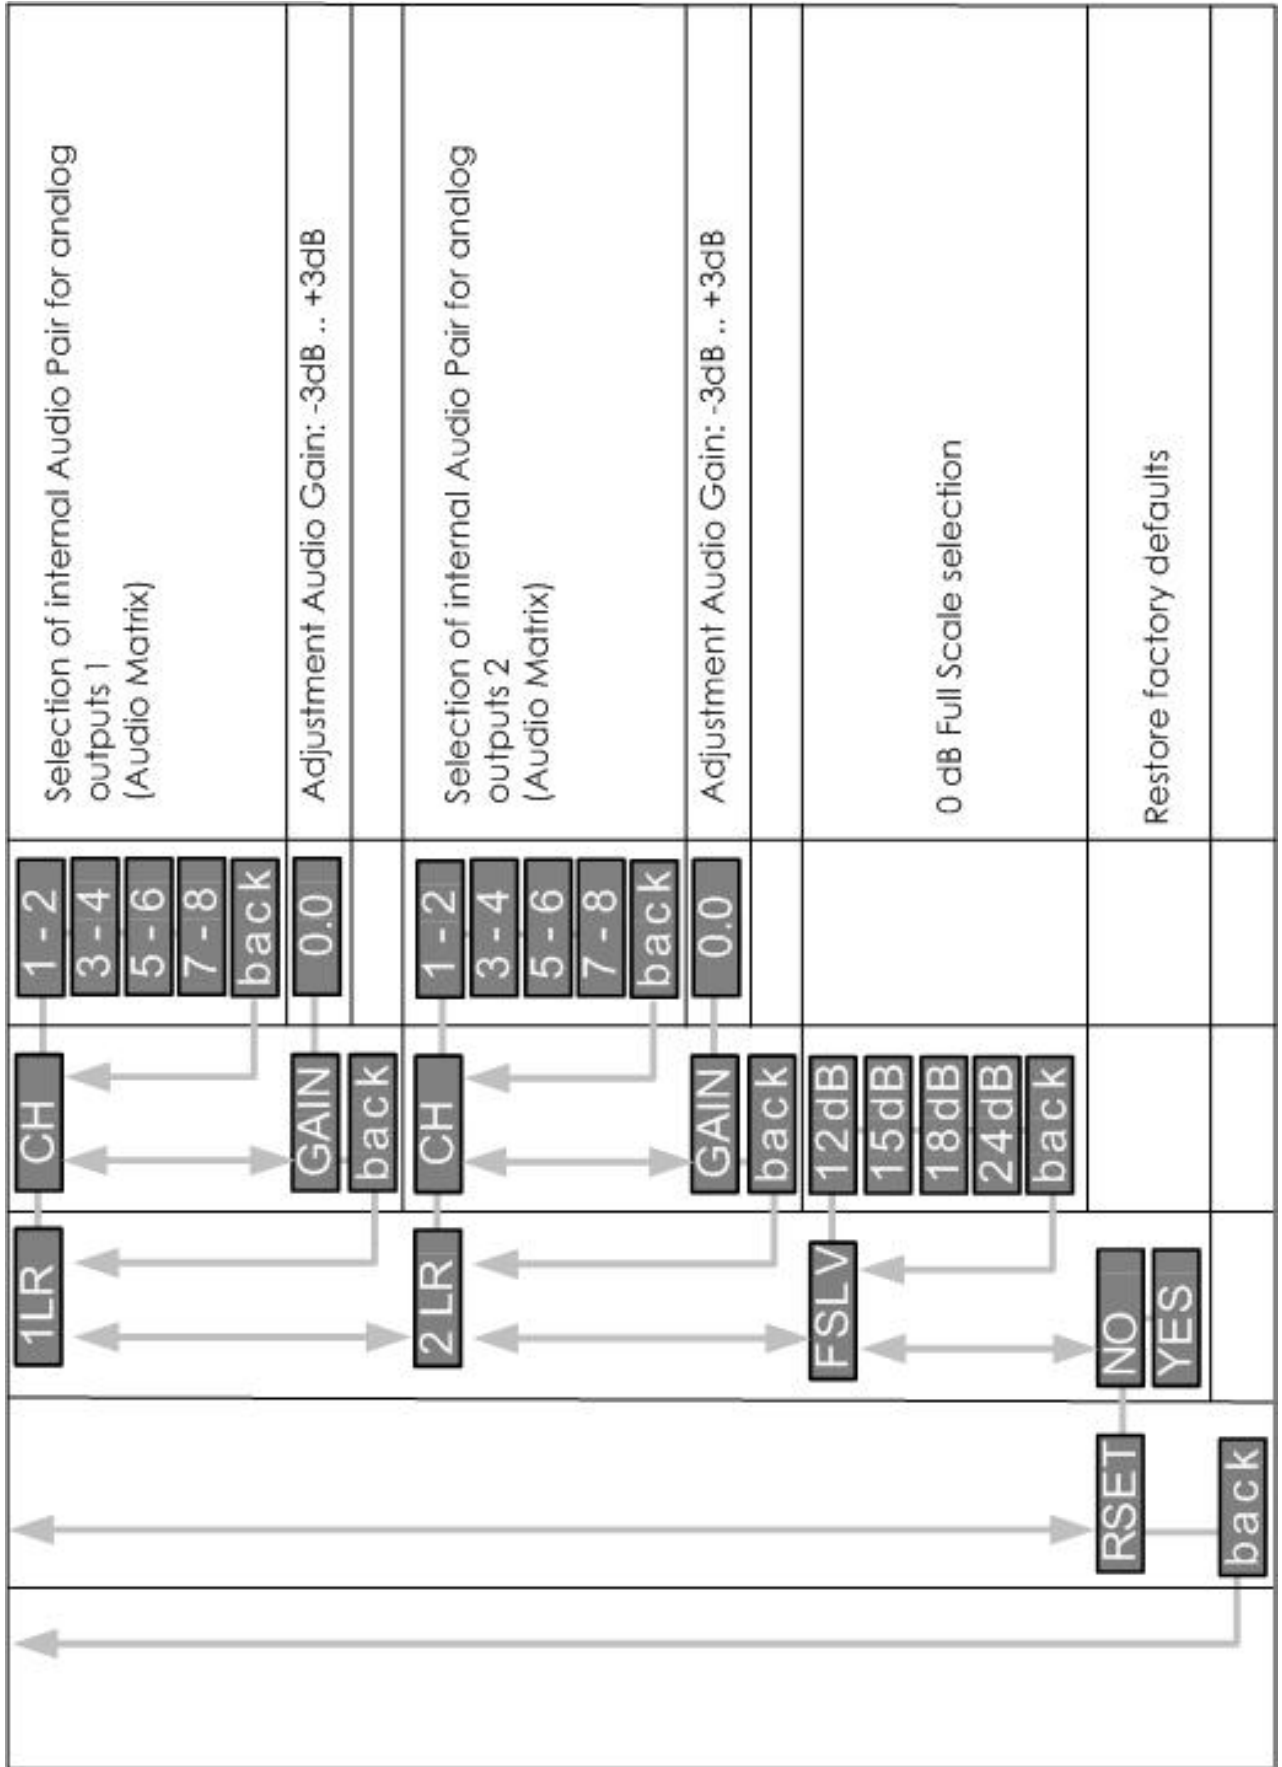 1LR
CH
1 - 2
Selection of internal Audio Pair for analog
outputs 1
(Audio Matrix)
3 - 4
5 - 6
7 - 8
back
GAIN
0.0
Adjustment Audio Gain: -3dB .. +3dB
back
2 LR
CH
1 - 2
Selection of internal Audio Pair for analog
outputs 2
(Audio Matrix)
3 - 4
5 - 6
7 - 8
back
GAIN
0.0
Adjustment Audio Gain: -3dB .. +3dB
back
FSLV
12dB
15dB
18dB
24dB
back
0 dB Full Scale selection
RSET
NO
YES
Restore factory defaults
back